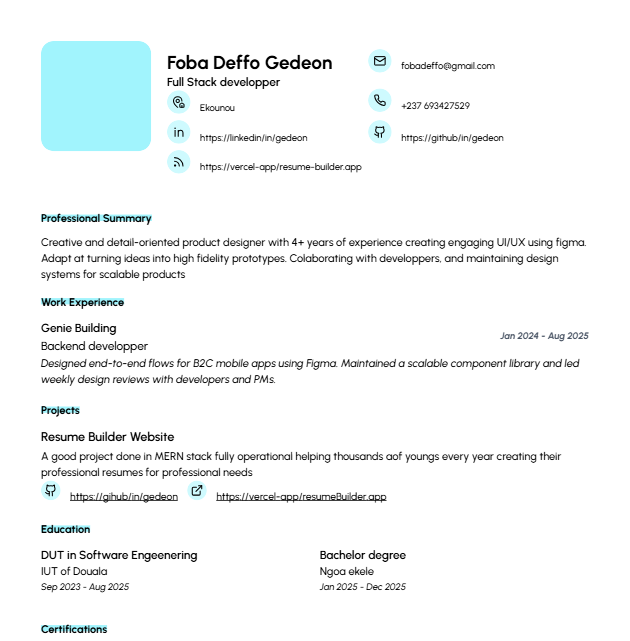 Foba Deffo Gedeon
Full Stack developper
fobadeffo@gmail.com
Ekounou
+237 693427529
in
https://linkedin/in/gedeon
https://github/in/gedeon
https://vercel-app/resume-builder.app
Professional Summary
Creative and detail-oriented product designer with 4+ years of experience creating engaging UI/UX using figma.
Adapt at turning ideas into high fidelity prototypes. Colaborating with developpers, and maintaining design
systems for scalable products
Work Experience
Genie Building
Backend developper
Jan 2024 - Aug 2025
Designed end-to-end flows for B2C mobile apps using Figma. Maintained a scalable component library and led
weekly design reviews with developers and PMs.
Projects
Resume Builder Website
A good project done in MERN stack fully operational helping thousands aof youngs every year creating their
professional resumes for professional needs
https://gihub/in/gedeon https://vercel-app/resumeBuilder.app
Education
DUT in Software Engeenering
IUT of Douala
Sep 2023 - Aug 2025
Bachelor degree
Ngoa ekele
Jan 2025 - Dec 2025
Certifications